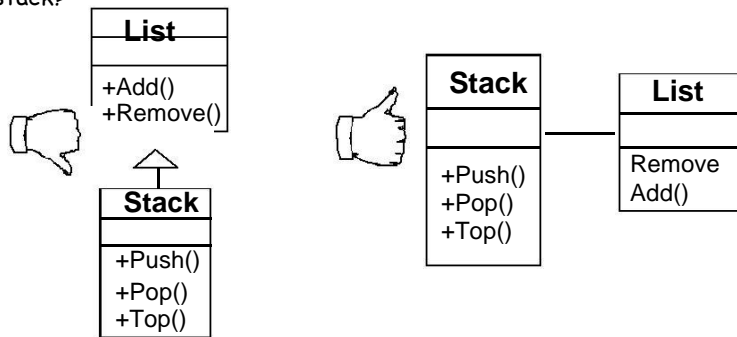 Stack?
List
+Add()
+Remove()
Stack
+Push()
+Pop()
+Top()
Stack
+Push()
+Pop()
+Top()
List
Remove
Add()